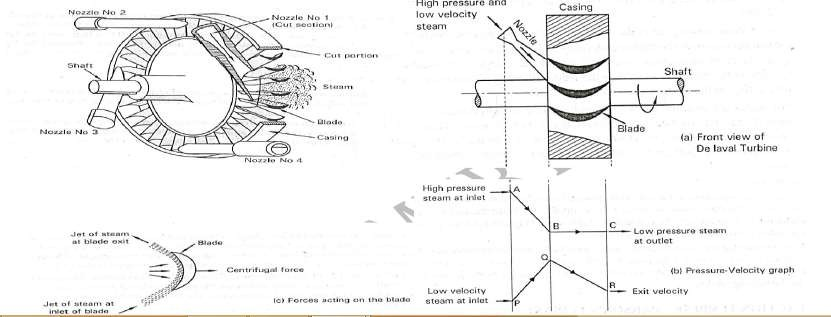 Nozzle No 2
Nozzle No 1
(Cut section)
Cut portion
Shaft
Steam
Blade
Casing
Nozzle No 3
Nozzle No 4
Jet of steam
at blade exit
Blade
Centrifugal force
Jet of steam at
inlet of blade
(c) Forces acting on the blade
High pressure and
low velocity
steam
Nozzle
Casing
Shaft
Blade
(a) Front view of
De laval Turbine
High pressure
steam at inlet
A
B
C
Low pressure steam
at outlet
Q
(b) Pressure-Velocity graph
Low velocity
steam at inlet
P
R
Exit velocity